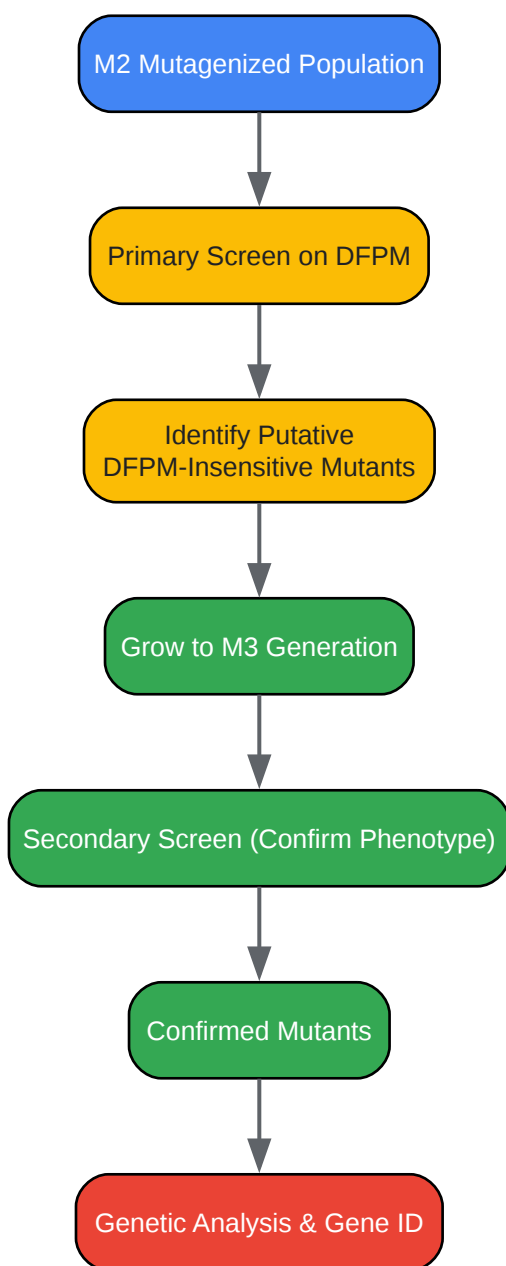 M2 Mutagenized Population
Primary Screen on DFPM
Identify Putative
DFPM-Insensitive Mutants
Grow to M3 Generation
Secondary Screen (Confirm Phenotype)
Confirmed Mutants
Genetic Analysis & Gene ID